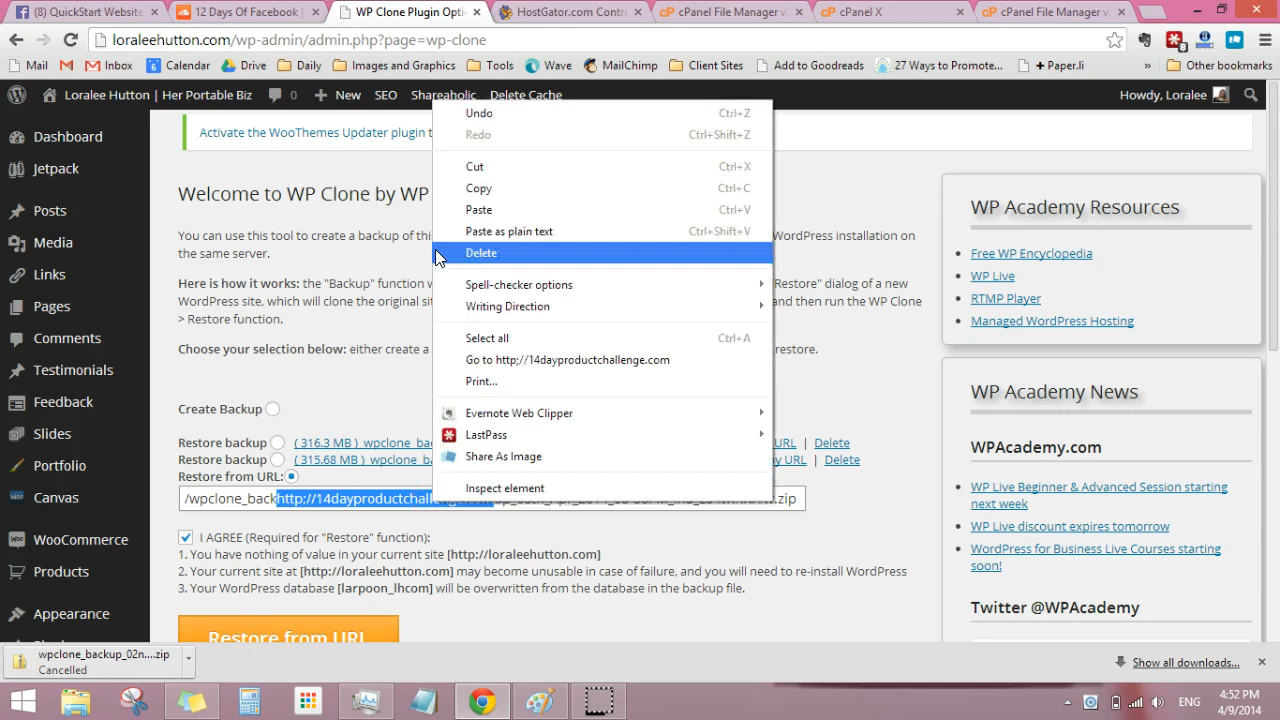 (8) QuickStart Website
12 Days Of Facebook |
WP Clone Plugin Opti
HostGator.com Contr
cPanel File Manager v
cPanel X
cPanel File Manager v
loraleehutton.com/wp-admin/admin.php?page=wp-clone
Mail
Inbox
Calendar
Drive
Daily
Images and Graphics
Tools
Wave
MailChimp
Client Sites
Add to Goodreads
27 Ways to Promote...
+ Paper.li
»
Other bookmarks
Loralee Hutton | Her Portable Biz
0
New
SEO
Shareaholic
Delete Cache
Howdy, Loralee
Dashboard
Jetpack
Posts
Media
Links
Pages
Comments
Testimonials
Feedback
Slides
Portfolio
Canvas
WooCommerce
Products
Appearance
Activate the WooThemes Updater plugin t
Welcome to WP Clone by WP
You can use this tool to create a backup of this
WordPress installation on
the same server.
Here is how it works: the "Backup" function w
Restore" dialog of a new
WordPress site, which will clone the original sit
and then run the WP Clone
> Restore function.
Choose your selection below: either create a
restore.
Create Backup
Restore backup
( 316.3 MB ) wpclone_ba
URL | Delete
Restore backup
( 315.68 MB ) wpclone_b
y URL | Delete
Restore from URL:
/wpclone_backhttp://14dayproductchall
.zip
I AGREE (Required for "Restore" function):
1. You have nothing of value in your current site [http://loraleehutton.com]
2. Your current site at [http://loraleehutton.com] may become unusable in case of failure, and you will need to re-install WordPress
3. Your WordPress database [larpoon_lhcom] will be overwritten from the database in the backup file.
Restore from URL
Undo Ctrl+Z
Redo Ctrl+Shift+Z
Cut Ctrl+X
Copy Ctrl+C
Paste Ctrl+V
Paste as plain text Ctrl+Shift+V
Delete
Spell-checker options
Writing Direction
Select all Ctrl+A
Go to http;//14dayproductchallenge.com
Print...
Evernote Web Clipper
LastPass
Share As Image
Inspect element
WP Academy Resources
Free WP Encyclopedia
WP Live
RTMP Player
Managed WordPress Hosting
WP Academy News
WPAcademy.com
WP Live Beginner & Advanced Session starting
next week
WP Live discount expires tomorrow
WordPress for Business Live Courses starting
soon!
Twitter @WPAcademy
wpclone_backup_02n....zip
Cancelled
Show all downloads...
ENG
4:52 PM
4/9/2014